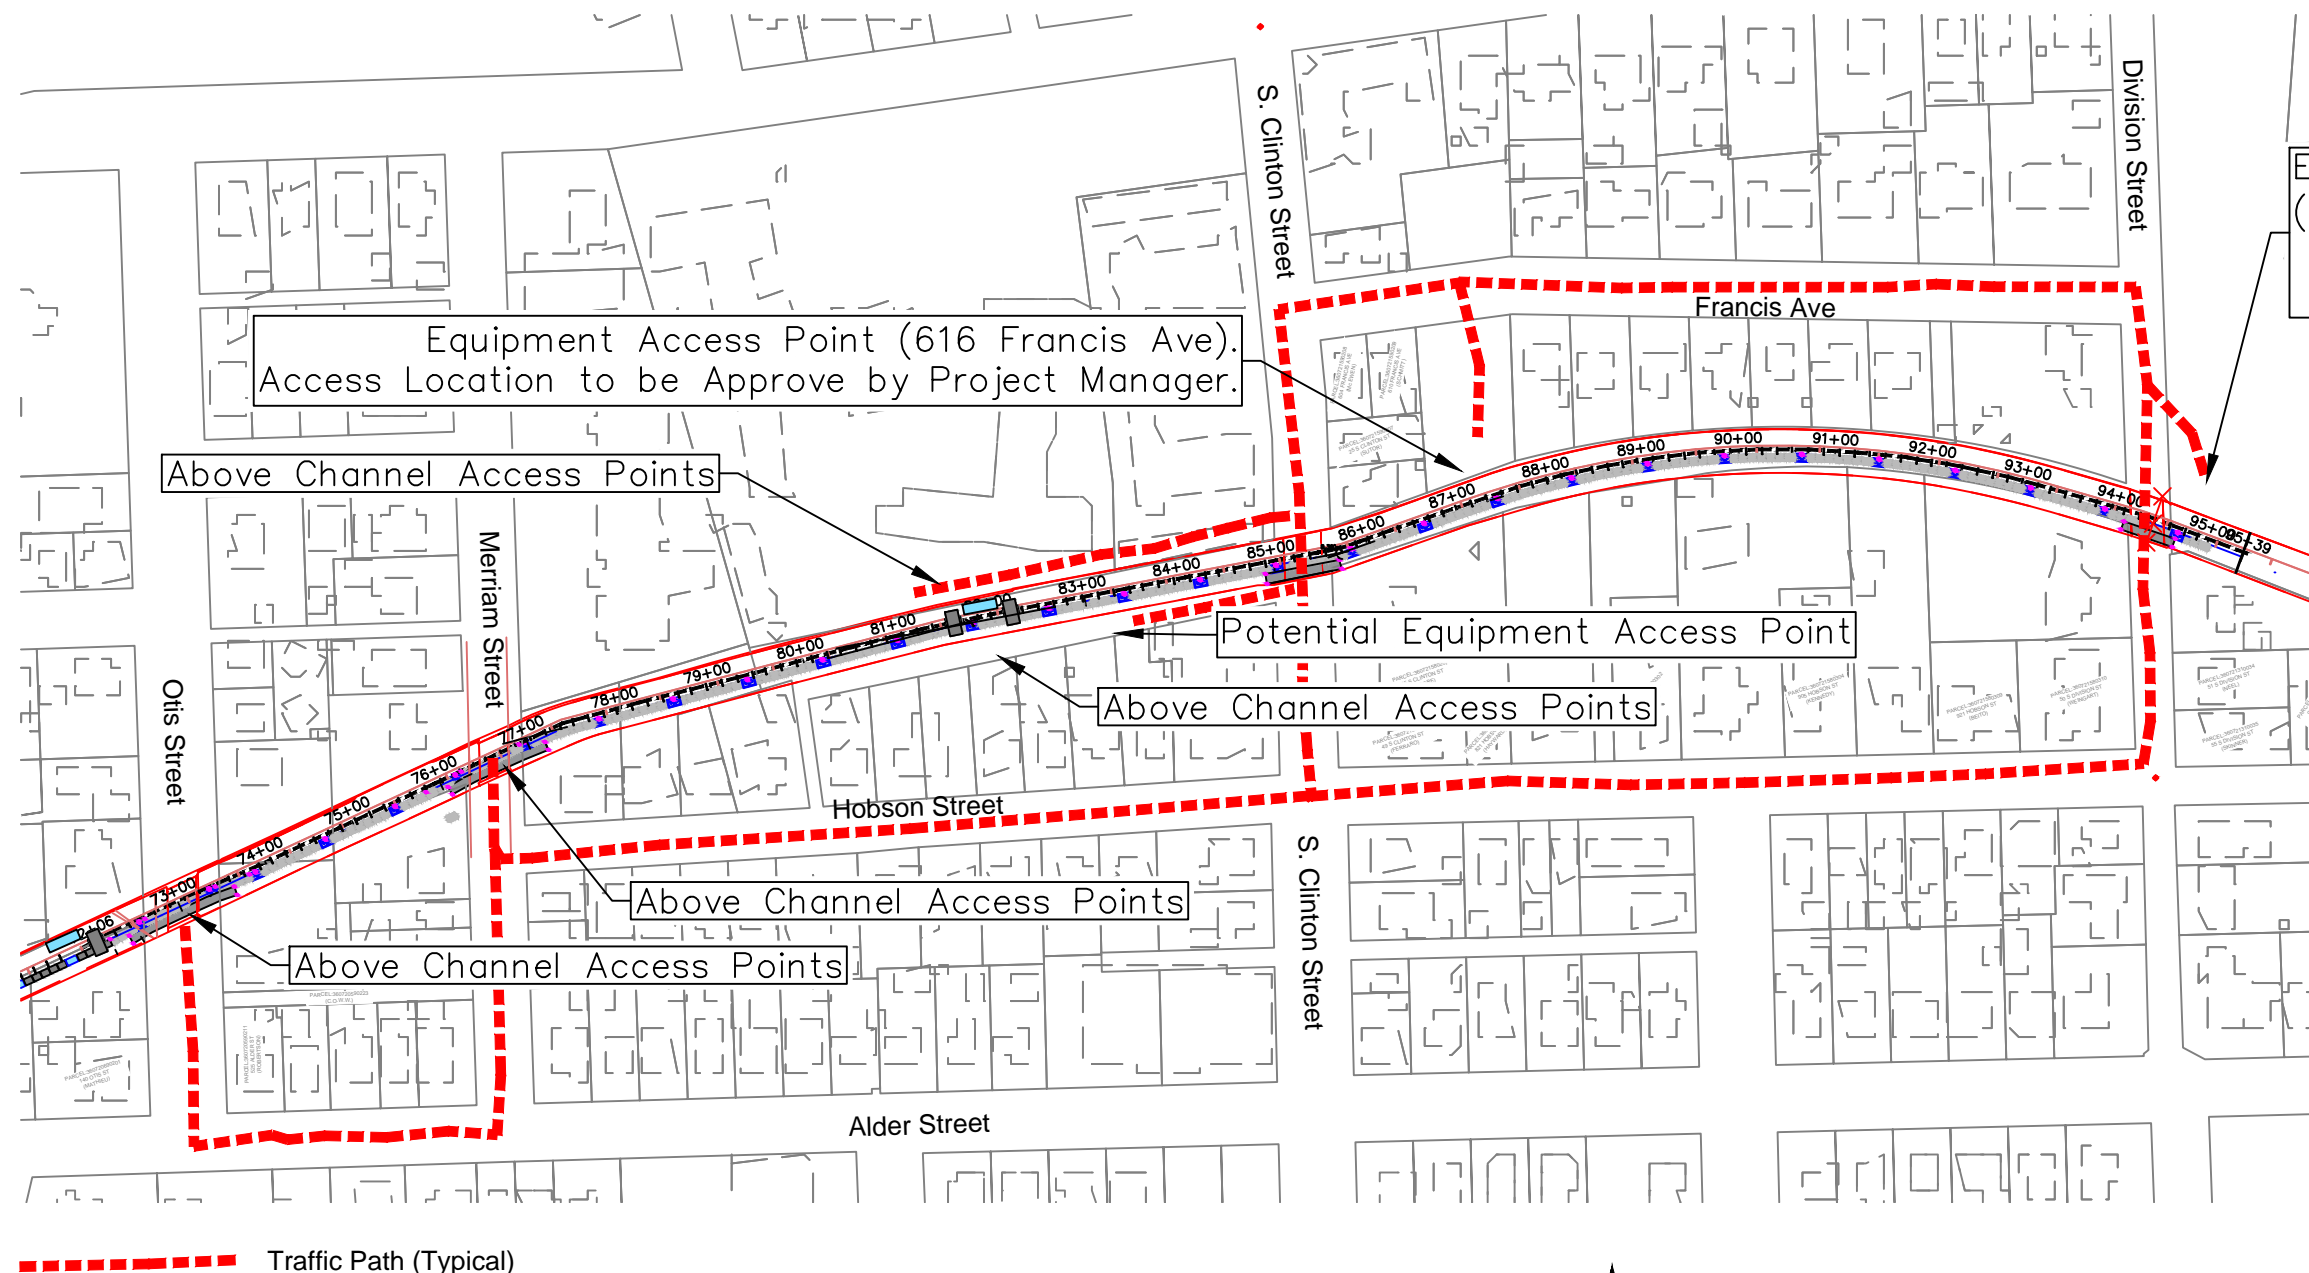 S. Clinton Street
Division Street
E
(
Francis Ave
Equipment Access Point (616 Francis Ave).
Access Location to be Approve by Project Manager.
Above Channel Access Points
Merriam Street
Otis Street
73+00
74+00
75+00
76+00
77+00
78+00
79+00
80+00
81+00
83+00
84+00
85+00
86+00
87+00
88+00
89+00
90+00
91+00
92+00
93+00
94+00
95+00
95+39
Potential Equipment Access Point
Above Channel Access Points
Hobson Street
Above Channel Access Points
Above Channel Access Points
S. Clinton Street
Alder Street
Traffic Path (Typical)